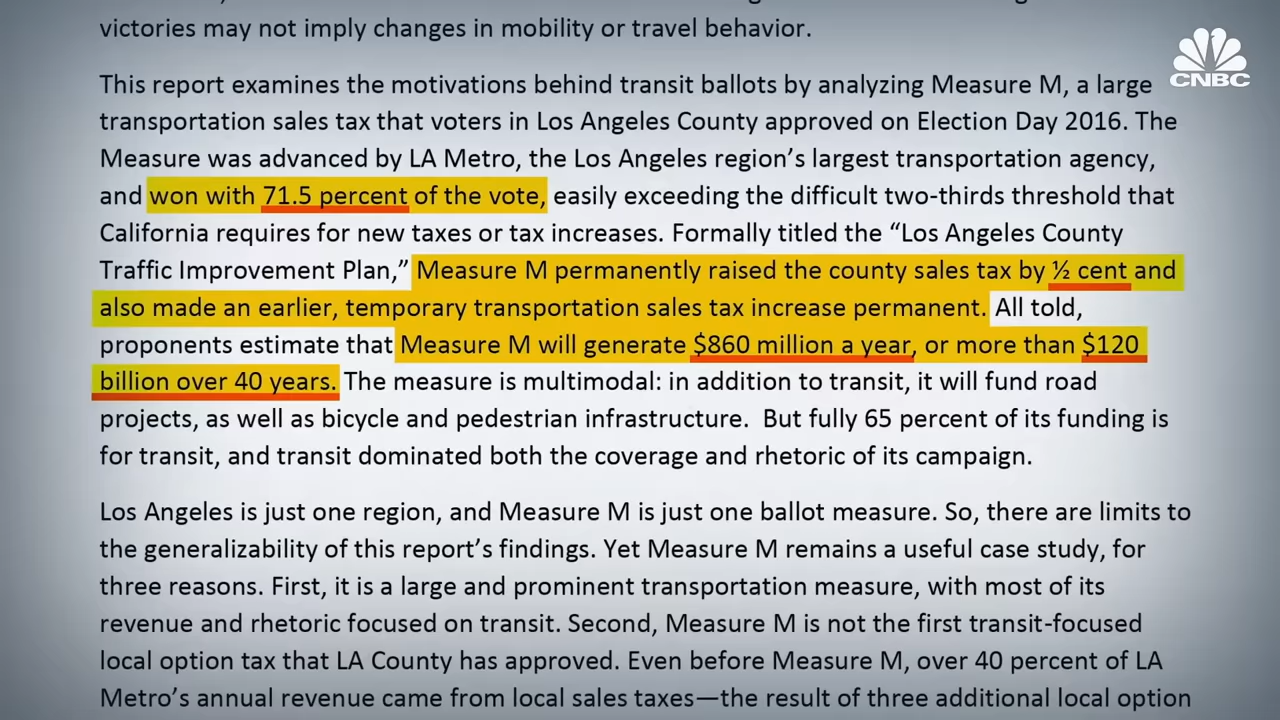 victories may not imply changes in mobility or travel behavior.
CNBC
This report examines the motivations behind transit ballots by analyzing Measure M, a large
transportation sales tax that voters in Los Angeles County approved on Election Day 2016. The
Measure was advanced by LA Metro, the Los Angeles region’s largest transportation agency,
and won with 71.5 percent of the vote, easily exceeding the difficult two-thirds threshold that
California requires for new taxes or tax increases. Formally titled the “Los Angeles County
Traffic Improvement Plan,” Measure M permanently raised the county sales tax by ½ cent and
also made an earlier, temporary transportation sales tax increase permanent. All told,
proponents estimate that Measure M will generate $860 million a year, or more than $120
billion over 40 years. The measure is multimodal: in addition to transit, it will fund road
projects, as well as bicycle and pedestrian infrastructure.  But fully 65 percent of its funding is
for transit, and transit dominated both the coverage and rhetoric of its campaign.
Los Angeles is just one region, and Measure M is just one ballot measure. So, there are limits to
the generalizability of this report’s findings. Yet Measure M remains a useful case study, for
three reasons. First, it is a large and prominent transportation measure, with most of its
revenue and rhetoric focused on transit. Second, Measure M is not the first transit-focused
local option tax that LA County has approved. Even before Measure M, over 40 percent of LA
Metro’s annual revenue came from local sales taxes—the result of three additional local option